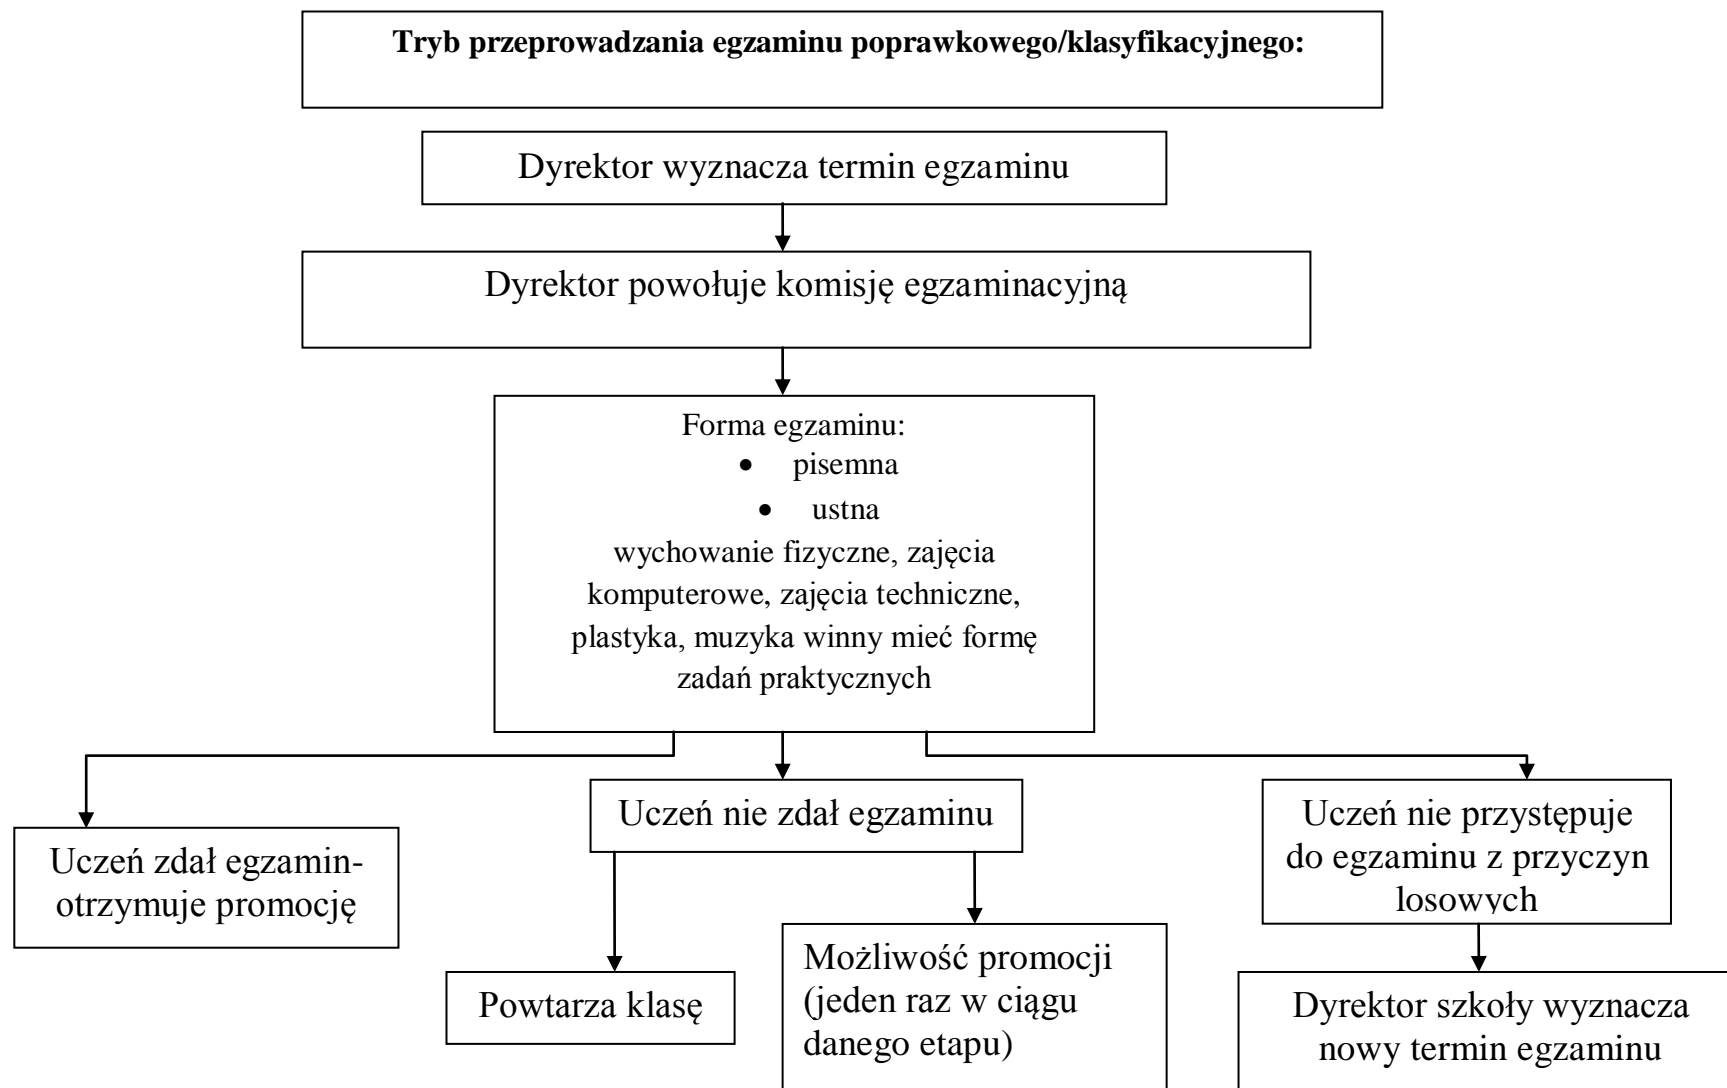 Tryb przeprowadzania egzaminu poprawkowego/klasyfikacyjnego:
Dyrektor wyznacza termin egzaminu
Dyrektor powołuje komisję egzaminacyjną
Forma egzaminu:
• pisemna
• ustna
wychowanie fizyczne, zajęcia
komputerowe, zajęcia techniczne,
plastyka, muzyka winny mieć formę
zadań praktycznych
Uczeń zdał egzamin-
otrzymuje promocję
Uczeń nie zdał egzaminu
Powtarza klasę
Możliwość promocji
(jeden raz w ciągu
danego etapu)
Uczeń nie przystępuje
do egzaminu z przyczyn
losowych
Dyrektor szkoły wyznacza
nowy termin egzaminu